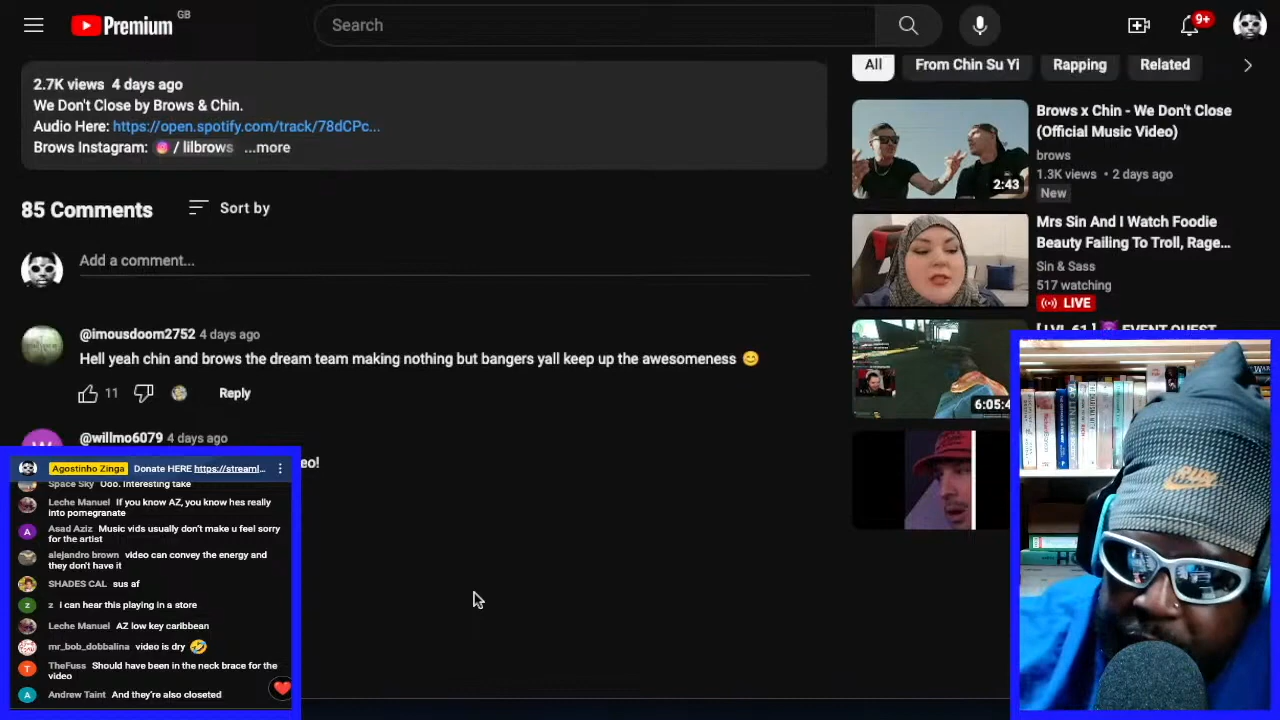 Premium GB
Search
9+
2.7K views 4 days ago
We Don't Close by Brows & Chin.
Audio Here: https://open.spotify.com/track/78dCPc...
Brows Instagram: / lilbrows ...more
85 Comments
Sort by
Add a comment...
@imousdoom2752 4 days ago
Hell yeah chin and brows the dream team making nothing but bangers yall keep up the awesomeness 😊
11
Reply
@willmo6079 4 days ago
eo!
All
From Chin Su Yi
Rapping
Related
Brows x Chin - We Don't Close
(Official Music Video)
brows
1.3K views • 2 days ago
New
2:43
Mrs Sin And I Watch Foodie
Beauty Failing To Troll, Rage...
Sin & Sass
517 watching
LIVE
[ LVL 61 ] 😈 EVENT QUEST
6:05:4
Agostinho Zinga Donate HERE https://streaml...
Space Sky Ooo. Interesting take
Leche Manuel If you know AZ, you know hes really
into pomegranate
Asad Aziz Music vids usually don't make u feel sorry
for the artist
alejandro brown video can convey the energy and
they don't have it
SHADES CAL sus af
z i can hear this playing in a store
Leche Manuel AZ low key caribbean
mr_bob_dobbalina video is dry 🤣
TheFuss Should have been in the neck brace for the
video
Andrew Taint And they're also closeted